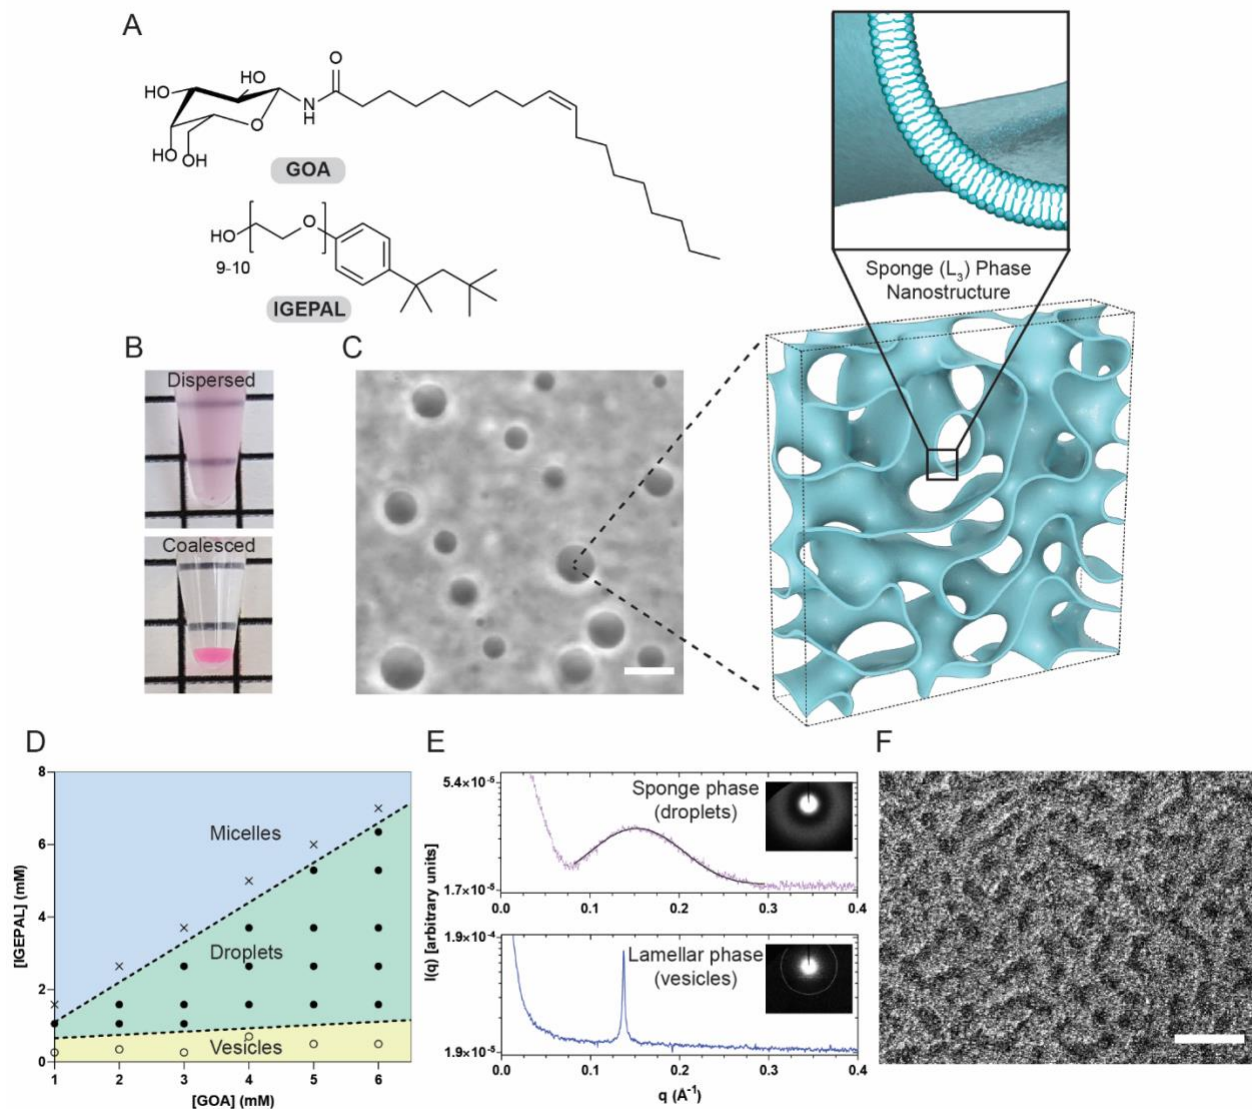 A
O
HO
HO
N
H
O
HO
OH
GOA
HO
O
9-10
IGEPAL
Sponge (L₃) Phase
Nanostructure
B
Dispersed
Coalesced
C
D
[IGEPAL] (mM)
8
6
4
2
0
Micelles
Droplets
Vesicles
1 2 3 4 5 6
[GOA] (mM)
E
I(q) [arbitrary units]
5.4×10⁻⁵
1.7×10⁻⁵
Sponge phase
(droplets)
0.0 0.1 0.2 0.3 0.4
1.9×10⁻⁴
1.9×10⁻⁵
Lamellar phase
(vesicles)
0.0 0.1 0.2 0.3 0.4
q (Å⁻¹)
F